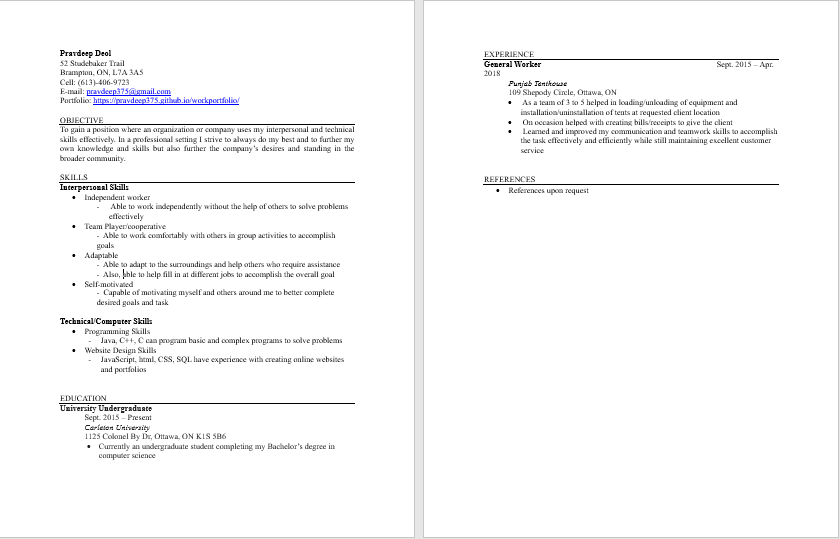 Pravdeep Deol
52 Studebaker Trail
Brampton, ON, L7A 3A5
Cell: (613)-406-9723
E-mail: pravdeep375@gmail.com
Portfolio: https://pravdeep375.github.io/workportfolio/
OBJECTIVE
To gain a position where an organization or company uses my interpersonal and technical
skills effectively. In a professional setting I strive to always do my best and to further my
own knowledge and skills but also further the company's desires and standing in the
broader community.
SKILLS
Interpersonal Skills
• Independent worker
- Able to work independently without the help of others to solve problems
effectively
• Team Player/cooperative
- Able to work comfortably with others in group activities to accomplish
goals
• Adaptable
- Able to adapt to the surroundings and help others who require assistance
- Also, able to help fill in at different jobs to accomplish the overall goal
• Self-motivated
- Capable of motivating myself and others around me to better complete
desired goals and task
Technical/Computer Skills
• Programming Skills
- Java, C++, C can program basic and complex programs to solve problems
• Website Design Skills
- JavaScript, html, CSS, SQL have experience with creating online websites
and portfolios
EDUCATION
University Undergraduate
Sept. 2015 – Present
Carleton University
1125 Colonel By Dr, Ottawa, ON K1S 5B6
• Currently an undergraduate student completing my Bachelor's degree in
computer science
EXPERIENCE
General Worker Sept. 2015 – Apr.
2018
Punjab Tenthouse
109 Shepody Circle, Ottawa, ON
• As a team of 3 to 5 helped in loading/unloading of equipment and
installation/uninstallation of tents at requested client location
• On occasion helped with creating bills/receipts to give the client
• Learned and improved my communication and teamwork skills to accomplish
the task effectively and efficiently while still maintaining excellent customer
service
REFERENCES
• References upon request